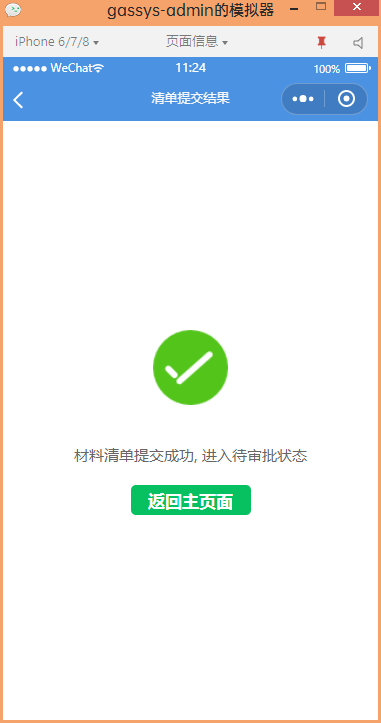 gassys-admin的模拟器
iPhone 6/7/8 页面信息
WeChat 11:24 100%
清单提交结果
材料清单提交成功, 进入待审批状态
返回主页面